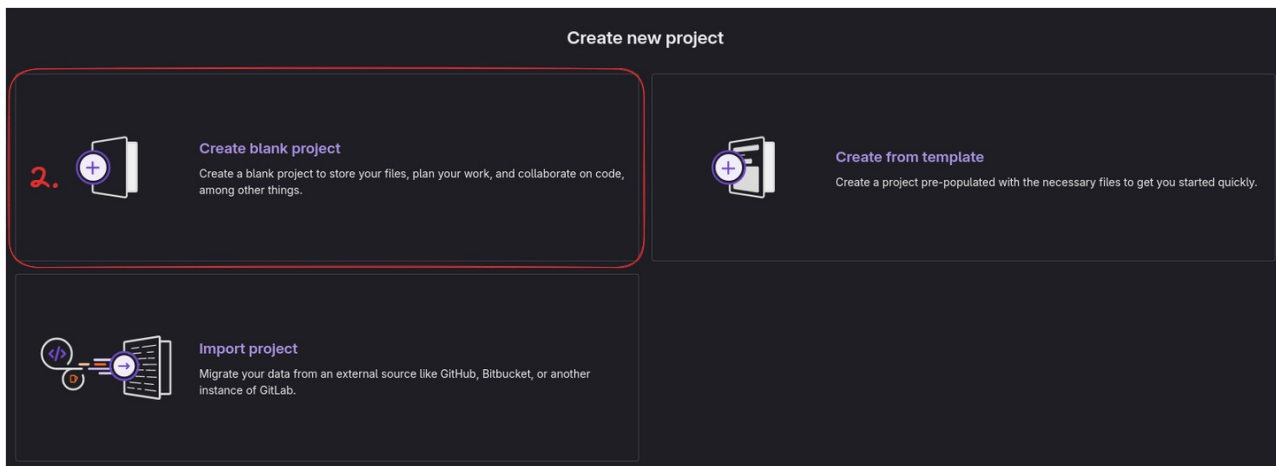 Create new project
2.
Create blank project
Create a blank project to store your files, plan your work, and collaborate on code,
among other things.
Create from template
Create a project pre-populated with the necessary files to get you started quickly.
Import project
Migrate your data from an external source like GitHub, Bitbucket, or another
instance of GitLab.